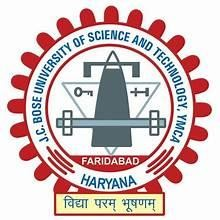 J.C. BOSE UNIVERSITY OF SCIENCE AND TECHNOLOGY, YMCA
FARIDABAD
HARYANA
विद्या परम् भूषणम्